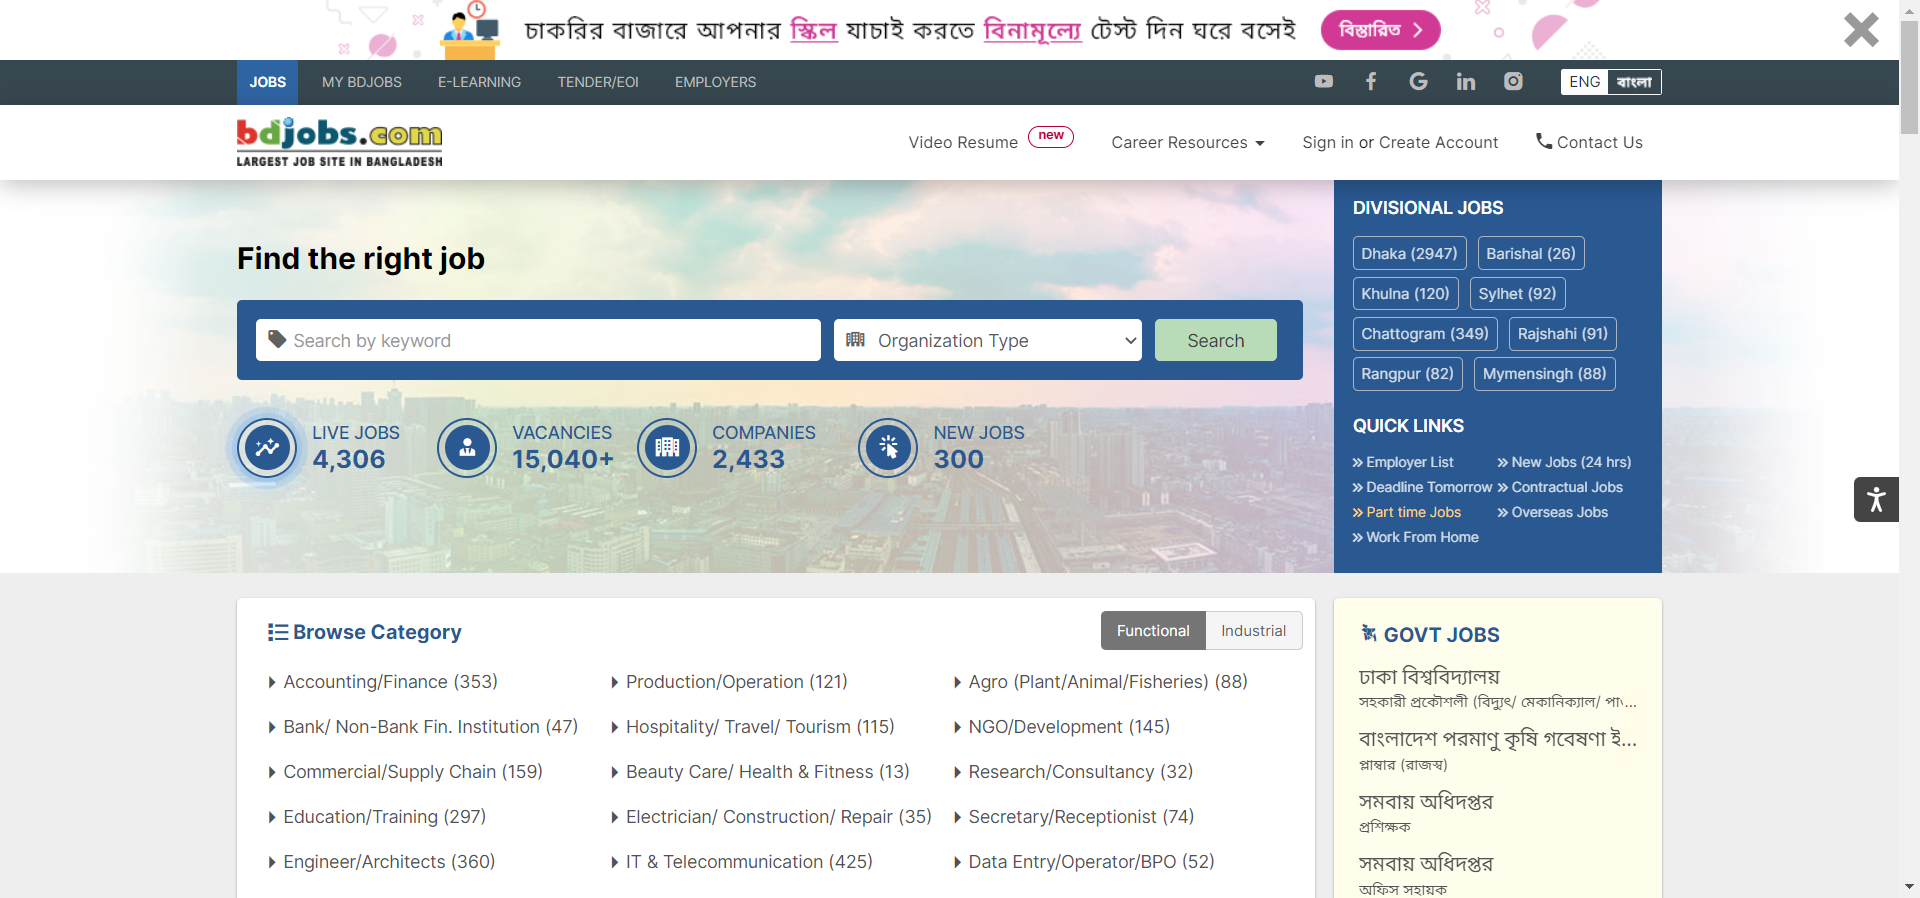 চাকরির বাজারে আপনার স্কিল যাচাই করতে বিনামূল্যে টেস্ট দিন ঘরে বসেই বিস্তারিত
JOBS MY BDJOBS E-LEARNING TENDER/EOI EMPLOYERS ENG বাংলা
bdjobs.com
LARGEST JOB SITE IN BANGLADESH
Video Resume new Career Resources Sign in or Create Account Contact Us
Find the right job
Search by keyword Organization Type Search
LIVE JOBS
4,306
VACANCIES
15,040+
COMPANIES
2,433
NEW JOBS
300
DIVISIONAL JOBS
Dhaka (2947) Barishal (26)
Khulna (120) Sylhet (92)
Chattogram (349) Rajshahi (91)
Rangpur (82) Mymensingh (88)
QUICK LINKS
Employer List New Jobs (24 hrs)
Deadline Tomorrow Contractual Jobs
Part time Jobs Overseas Jobs
Work From Home
Browse Category Functional Industrial
Accounting/Finance (353) Production/Operation (121) Agro (Plant/Animal/Fisheries) (88)
Bank/ Non-Bank Fin. Institution (47) Hospitality/ Travel/ Tourism (115) NGO/Development (145)
Commercial/Supply Chain (159) Beauty Care/ Health & Fitness (13) Research/Consultancy (32)
Education/Training (297) Electrician/ Construction/ Repair (35) Secretary/Receptionist (74)
Engineer/Architects (360) IT & Telecommunication (425) Data Entry/Operator/BPO (52)
GOVT JOBS
ঢাকা বিশ্ববিদ্যালয়
সহকারী প্রকৌশলী (বিদ্যুৎ/ মেকানিক্যাল/
বাংলাদেশ পরমাণু কৃষি গবেষণা ই...
প্লাম্বার (রাজস্ব)
সমবায় অধিদপ্তর
প্রশিক্ষক
সমবায় অধিদপ্তর
অফিস সহায়ক